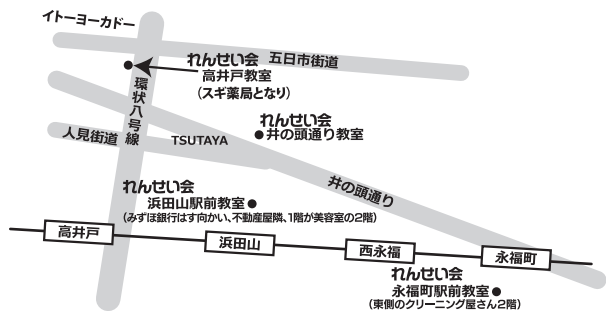 イトーヨーカドー
れんせい会
五日市街道
高井戸教室
(スギ薬局となり)
環状八号線
れんせい会
人見街道
TSUTAYA
井の頭通り教室
れんせい会
井の頭通り
浜田山駅前教室
(みずほ銀行はす向かい、不動産屋隣、1階が美容室の2階)
高井戸
浜田山
西永福
永福町
れんせい会
永福町駅前教室
(東側のクリーニング屋さん2階)